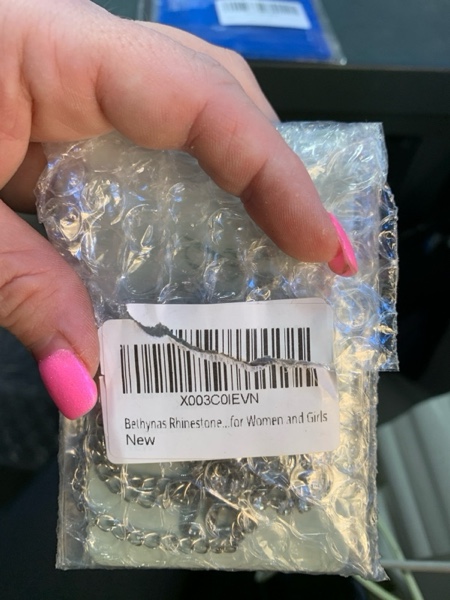 X003C0IEVN
Bethynas Rhinestone...for Women and Girls
New